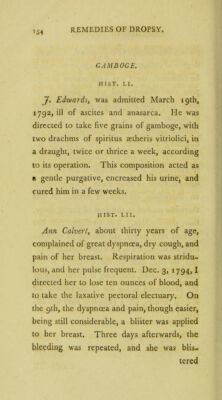 154 REMEDIES OF DROPSY.
GAMBOGE.
HIST. LI.
J. Edwards, was admitted March 19th,
1792, ill of ascites and anasarca. He was
directed to take five grains of gamboge, with
two drachms of spiritus ætheris vitriolici, in
a draught, twice or thrice a week, according
to its operation. This composition acted as
a gentle purgative, encreased his urine, and
cured him in a few weeks.
HIST. LII.
Ann Calvert, about thirty years of age,
complained of great dyspnœa, dry cough, and
pain of her breast. Respiration was stridu-
lous, and her pulse frequent. Dec. 3, 1794, I
directed her to lose ten ounces of blood, and
to take the laxative pectoral electuary. On
the 9th, the dyspnœa and pain, though easier,
being still considerable, a blister was applied
to her breast. Three days afterwards, the
bleeding was repeated, and she was blis-
tered